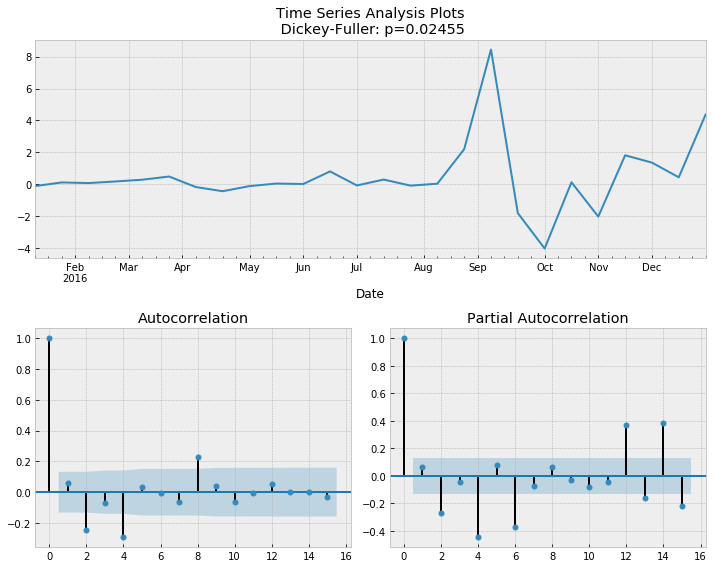 Time Series Analysis Plots
Dickey-Fuller: p=0.02455
8
6
4
2
0
−2
−4
Feb Mar Apr May Jun Jul Aug Sep Oct Nov Dec
2016
Date
Autocorrelation
1.0
0.8
0.6
0.4
0.2
0.0
−0.2
0 2 4 6 8 10 12 14 16
Partial Autocorrelation
1.0
0.8
0.6
0.4
0.2
0.0
−0.2
−0.4
0 2 4 6 8 10 12 14 16